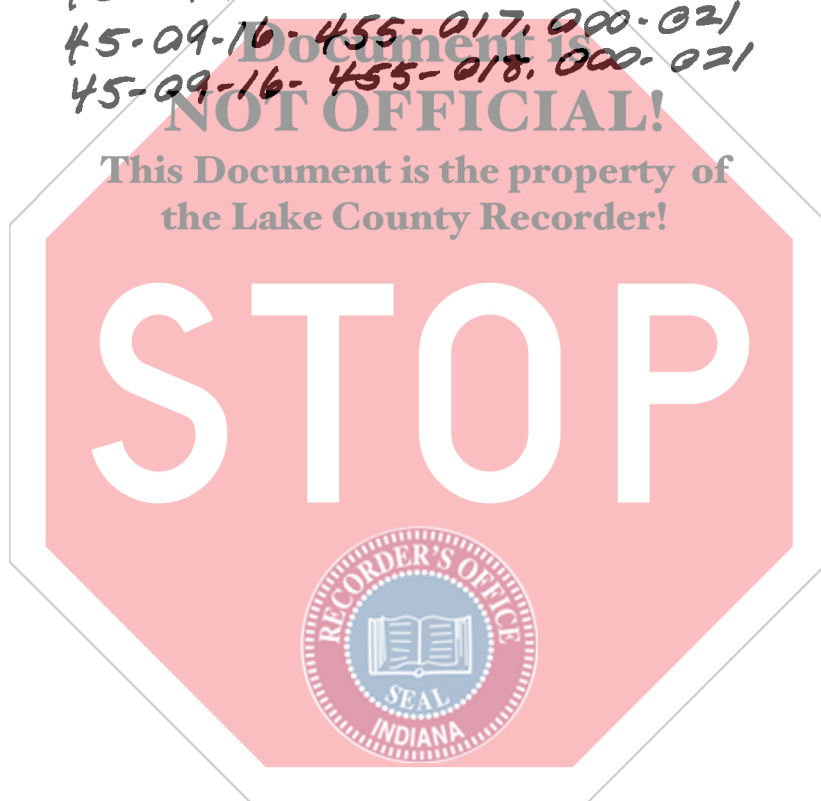 45-09-16-455-017.000-021
45-09-16-455-018.000-021
Document is
NOT OFFICIAL!
This Document is the property of
the Lake County Recorder!
STOP
RECORDER'S OFFICE
SEAL
INDIANA